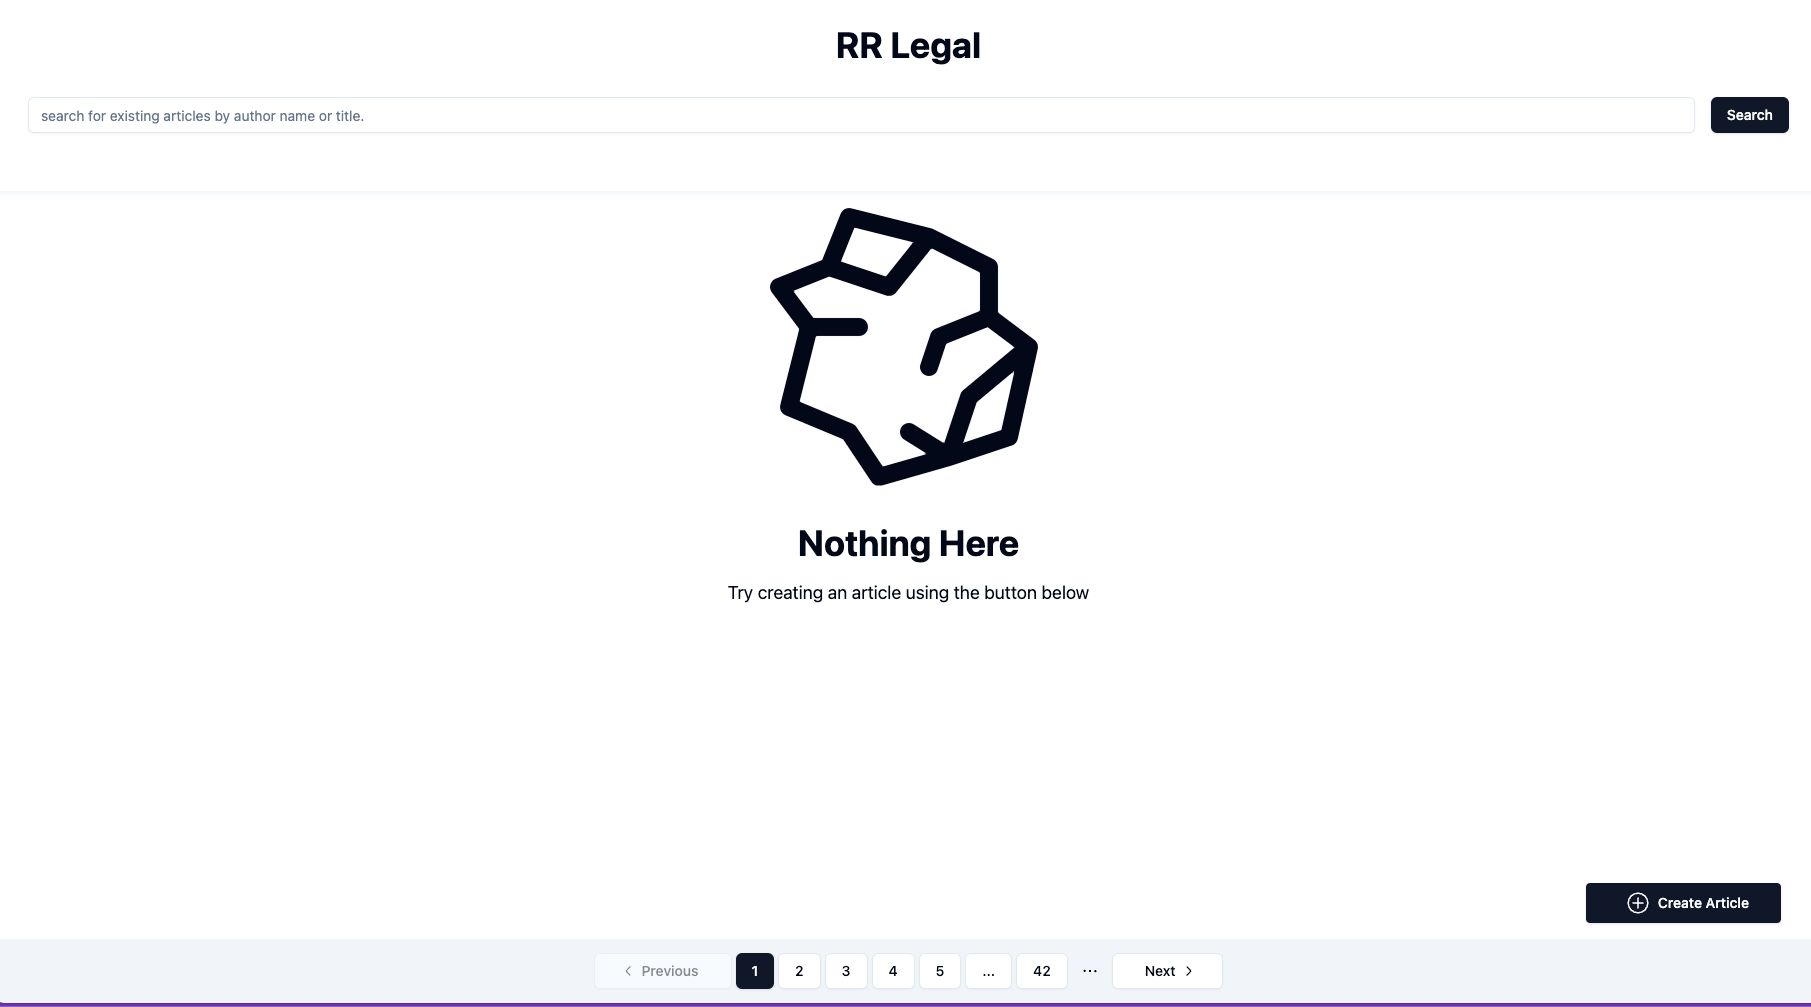 RR Legal
search for existing articles by author name or title.
Search
Nothing Here
Try creating an article using the button below
Create Article
Previous 1 2 3 4 5 ... 42 ··· Next